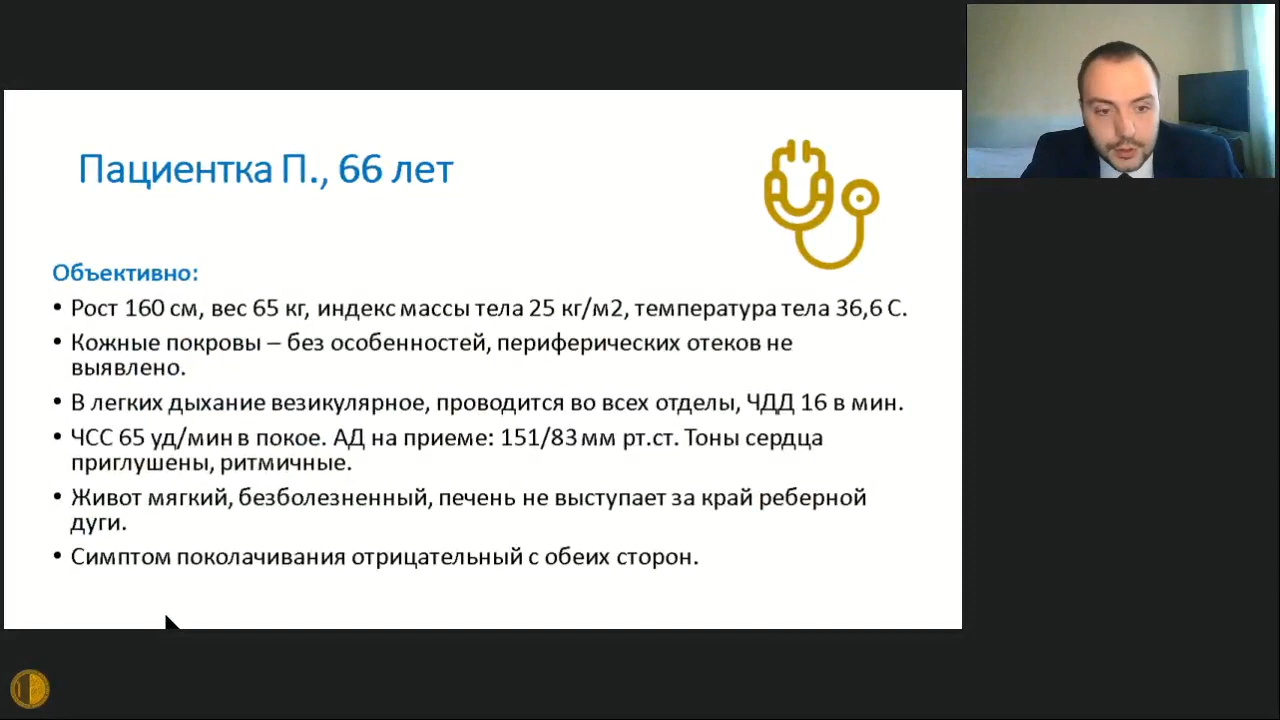 Пациентка П., 66 лет
Объективно:
• Рост 160 см, вес 65 кг, индекс массы тела 25 кг/м2, температура тела 36,6 С.
• Кожные покровы – без особенностей, периферических отеков не
выявлено.
• В легких дыхание везикулярное, проводится во всех отделы, ЧДД 16 в мин.
• ЧСС 65 уд/мин в покое. АД на приеме: 151/83 мм рт.ст. Тоны сердца
приглушены, ритмичные.
• Живот мягкий, безболезненный, печень не выступает за край реберной
дуги.
• Симптом поколачивания отрицательный с обеих сторон.